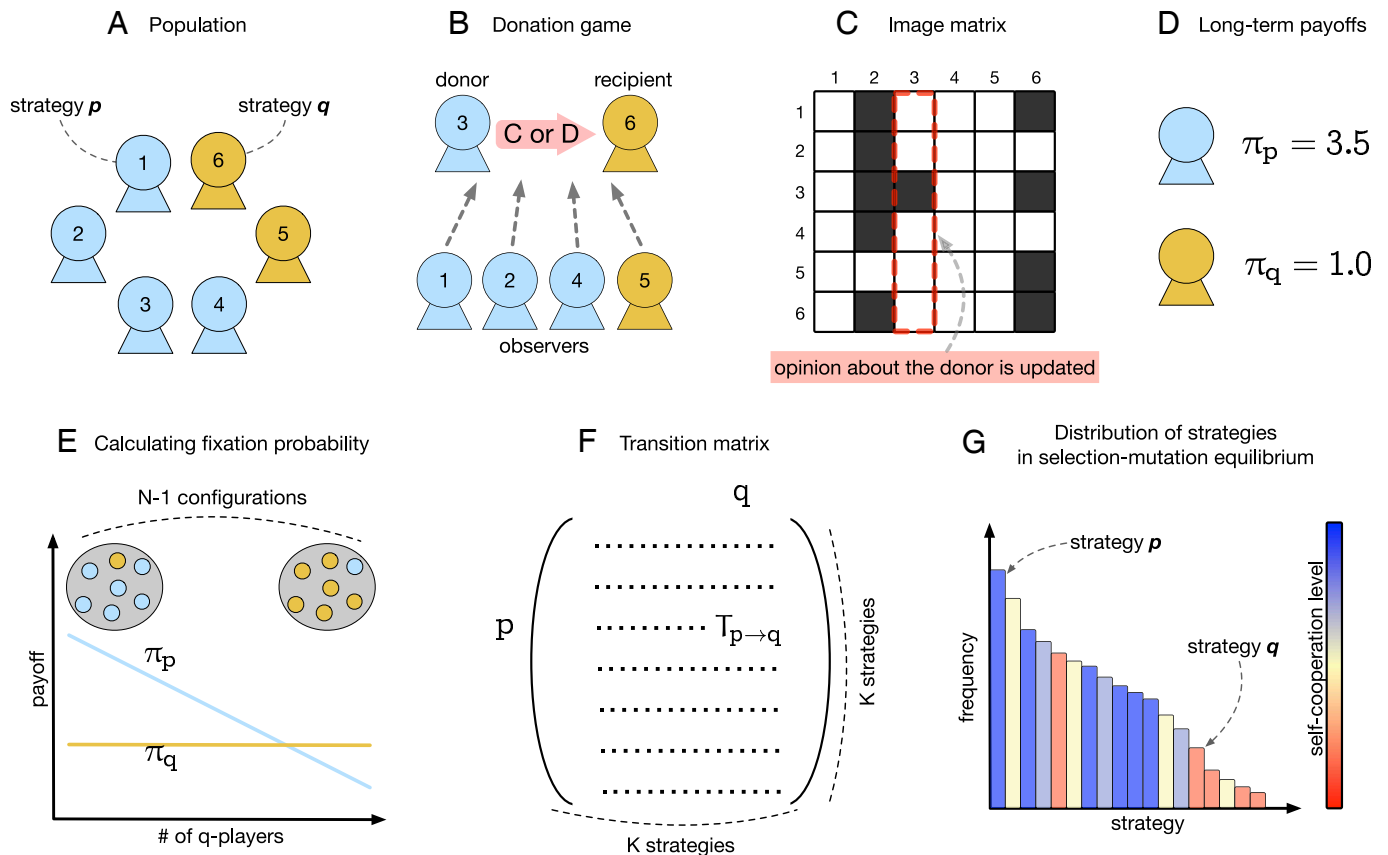 A Population
strategy p
strategy q
1
6
2
5
3
4
B Donation game
donor
recipient
3
C or D
6
1
2
4
5
observers
C Image matrix
1 2 3 4 5 6
1
2
3
4
5
6
opinion about the donor is updated
D Long-term payoffs
πp = 3.5
πq = 1.0
E Calculating fixation probability
N-1 configurations
payoff
πp
πq
# of q-players
F Transition matrix
q
p
Tp→q
K strategies
K strategies
G Distribution of strategies
in selection-mutation equilibrium
strategy p
strategy q
frequency
strategy
self-cooperation level